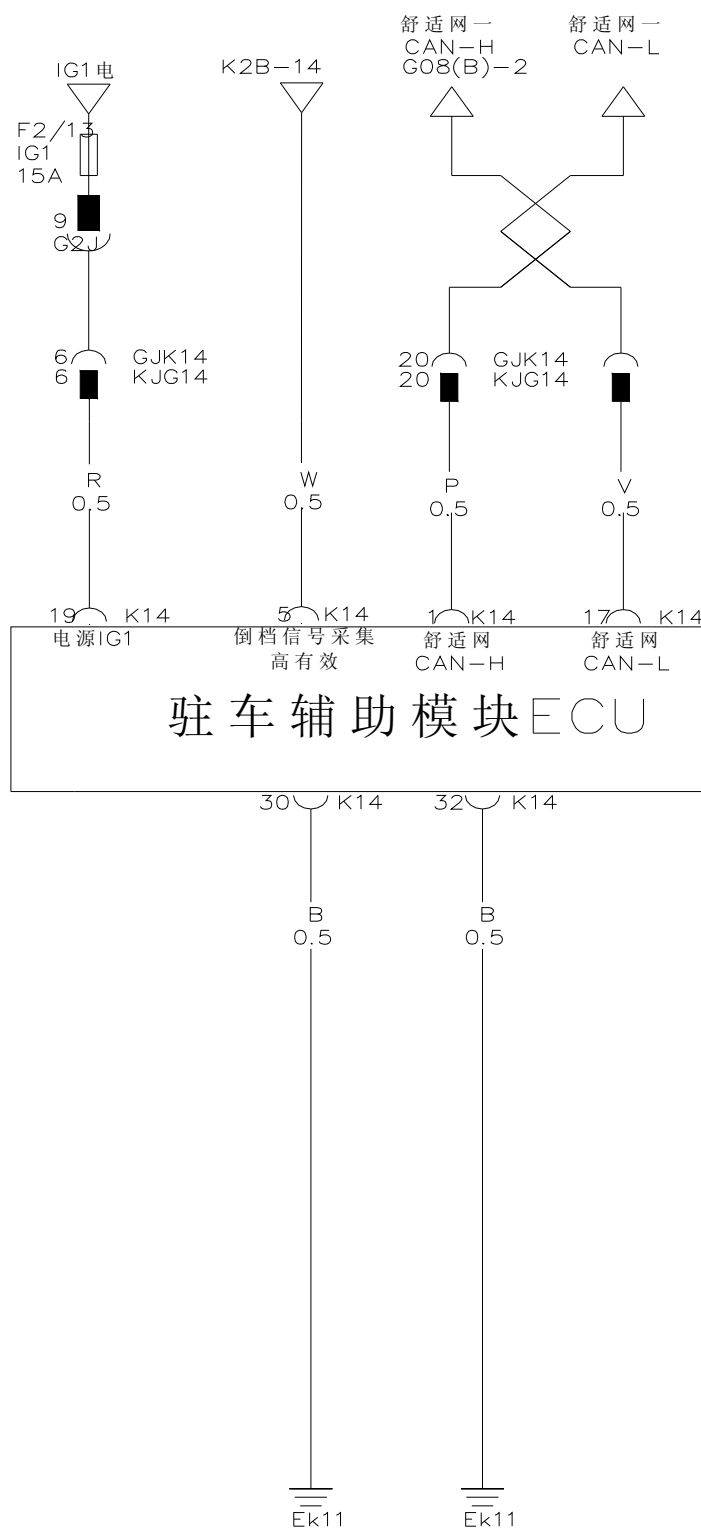 舒适网一
CAN-H
G08(B)-2
舒适网一
CAN-L
IG1电
K2B-14
F2/13
IG1
15A
9
G2J
6
6
GJK14
KJG14
20
20
GJK14
KJG14
R
0.5
W
0.5
P
0.5
V
0.5
19 K14
5 K14
1 K14
17 K14
电源IG1
倒档信号采集
高有效
舒适网
CAN-H
舒适网
CAN-L
驻车辅助模块ECU
30 K14
32 K14
B
0.5
B
0.5
Ek11
Ek11